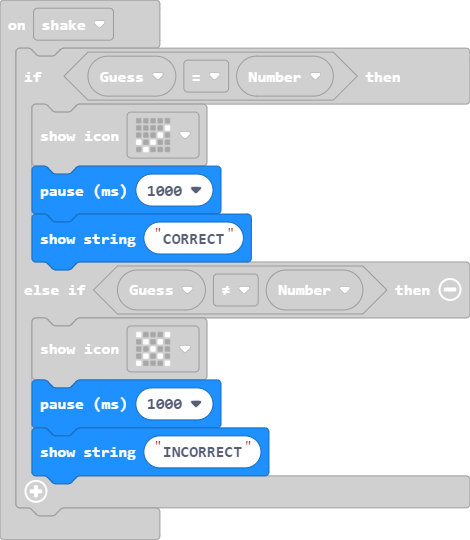 on shake
if Guess = Number then
show icon
pause (ms) 1000
show string "CORRECT"
else if Guess ≠ Number then
show icon
pause (ms) 1000
show string "INCORRECT"